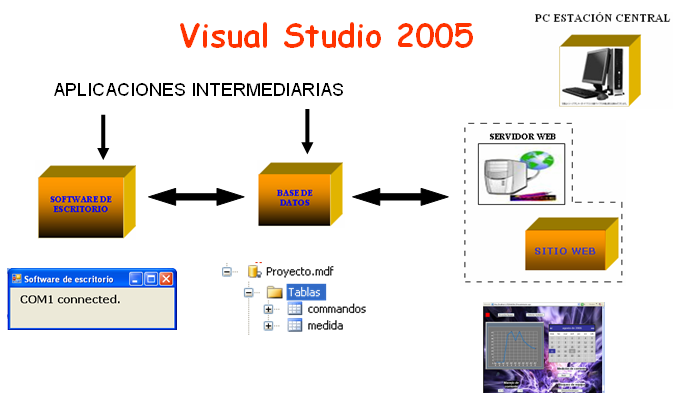 Visual Studio 2005
PC ESTACIÓN CENTRAL
APLICACIONES INTERMEDIARIAS
SERVIDOR WEB
SOFTWARE DE
ESCRITORIO
BASE DE
DATOS
SITIO WEB
Software de escritorio
COM1 connected.
Proyecto.mdf
Tablas
commandos
medida